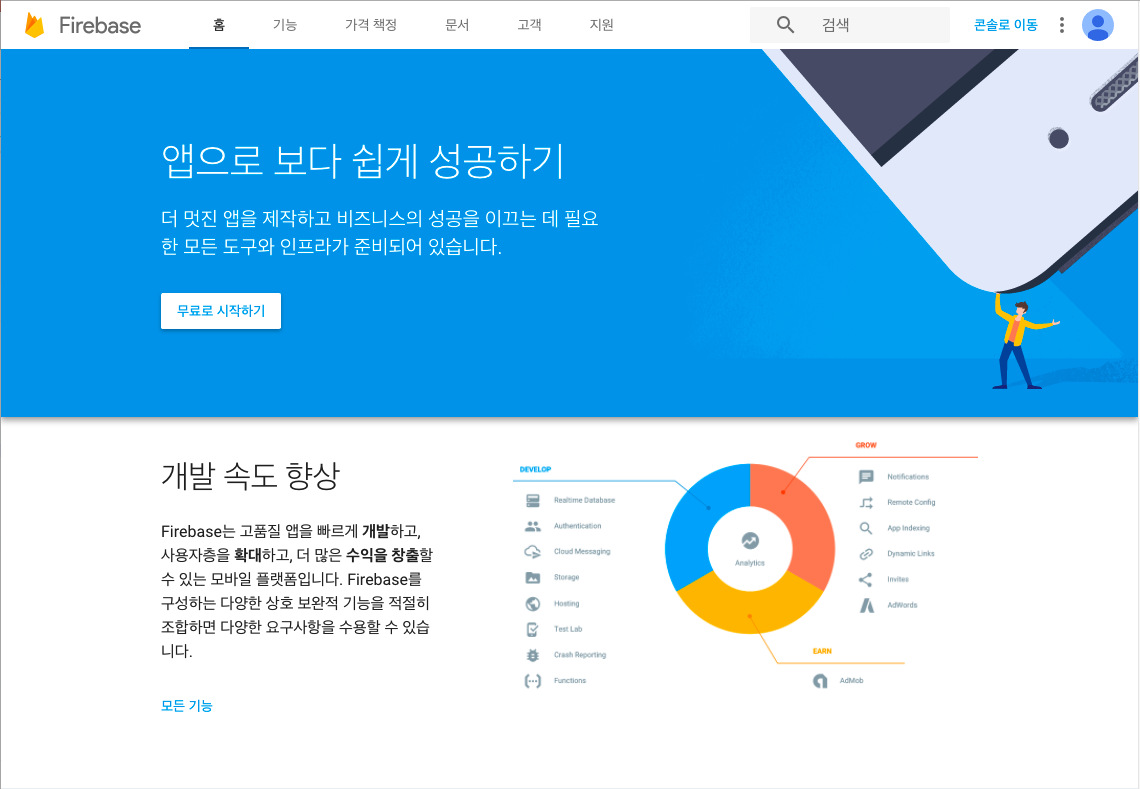 Firebase
홈
기능
가격 책정
문서
고객
지원
검색
콘솔로 이동
앱으로 보다 쉽게 성공하기
더 멋진 앱을 제작하고 비즈니스의 성공을 이끄는 데 필요
한 모든 도구와 인프라가 준비되어 있습니다.
무료로 시작하기
개발 속도 향상
Firebase는 고품질 앱을 빠르게 개발하고,
사용자층을 확대하고, 더 많은 수익을 창출할
수 있는 모바일 플랫폼입니다. Firebase를
구성하는 다양한 상호 보완적 기능을 적절히
조합하면 다양한 요구사항을 수용할 수 있습
니다.
모든 기능
DEVELOP
Realtime Database
Authentication
Cloud Messaging
Storage
Hosting
Test Lab
Crash Reporting
Functions
Analytics
GROW
Notifications
Remote Config
App Indexing
Dynamic Links
Invites
AdWords
EARN
AdMob